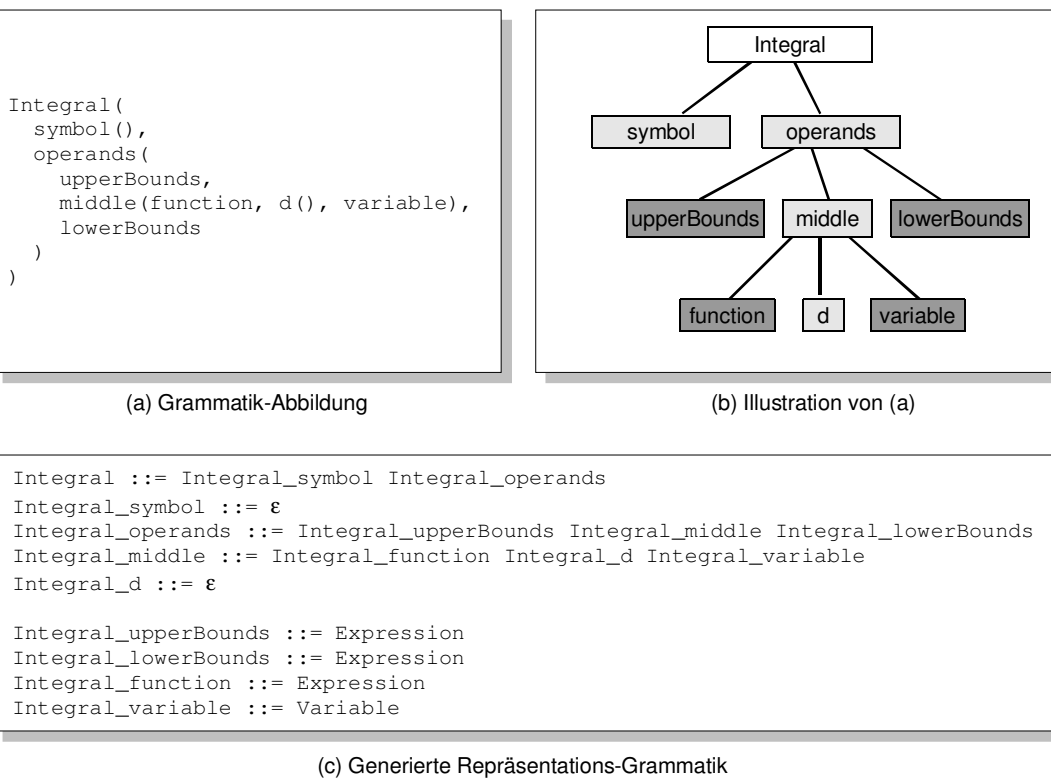 Integral(
  symbol(),
  operands(
    upperBounds,
    middle(function, d(), variable),
    lowerBounds
  )
)
(a) Grammatik-Abbildung
Integral
symbol
operands
upperBounds
middle
lowerBounds
function
d
variable
(b) Illustration von (a)
Integral ::= Integral_symbol Integral_operands
Integral_symbol ::= ε
Integral_operands ::= Integral_upperBounds Integral_middle Integral_lowerBounds
Integral_middle ::= Integral_function Integral_d Integral_variable
Integral_d ::= ε
Integral_upperBounds ::= Expression
Integral_lowerBounds ::= Expression
Integral_function ::= Expression
Integral_variable ::= Variable
(c) Generierte Repräsentations-Grammatik